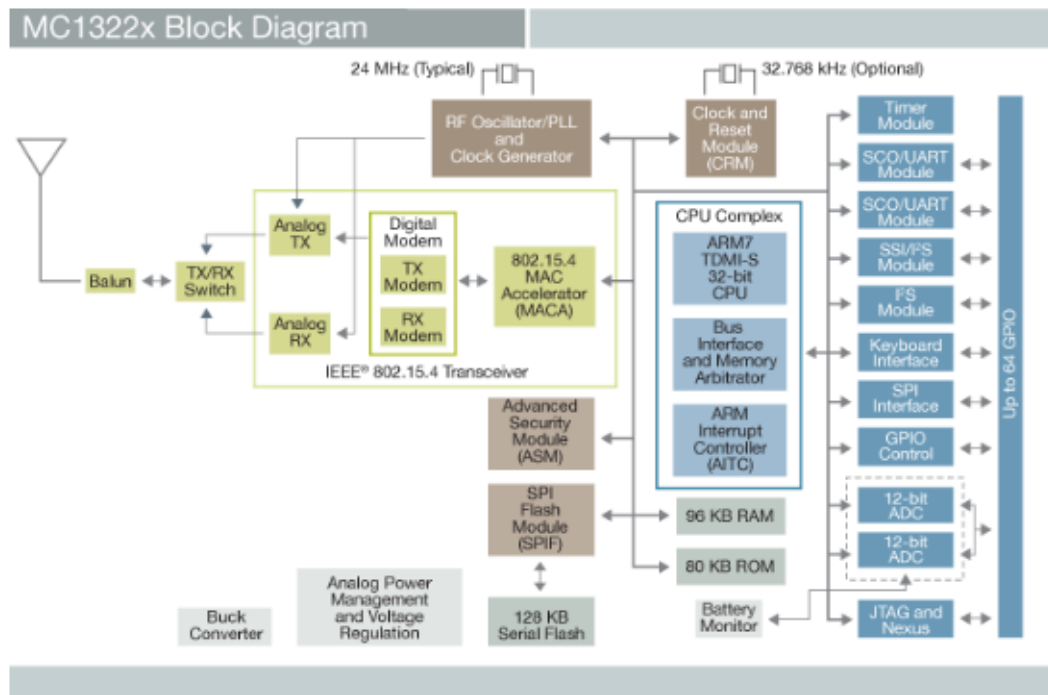 MC1322x Block Diagram
24 MHz (Typical)
32.768 kHz (Optional)
RF Oscillator/PLL
and
Clock Generator
Clock and
Reset
Module
(CRM)
Timer
Module
SCO/UART
Module
SCO/UART
Module
SSI/I²S
Module
I²S
Module
Keyboard
Interface
SPI
Interface
GPIO
Control
12-bit
ADC
12-bit
ADC
JTAG and
Nexus
Up to 64 GPIO
CPU Complex
ARM7
TDMI-S
32-bit
CPU
Bus
Interface
and Memory
Arbitrator
ARM
Interrupt
Controller
(AITC)
Balun
TX/RX
Switch
Analog
TX
Analog
RX
Digital
Modem
TX
Modem
RX
Modem
802.15.4
MAC
Accelerator
(MACA)
IEEE® 802.15.4 Transceiver
Advanced
Security
Module
(ASM)
SPI
Flash
Module
(SPIF)
96 KB RAM
80 KB ROM
Buck
Converter
Analog Power
Management
and Voltage
Regulation
128 KB
Serial Flash
Battery
Monitor